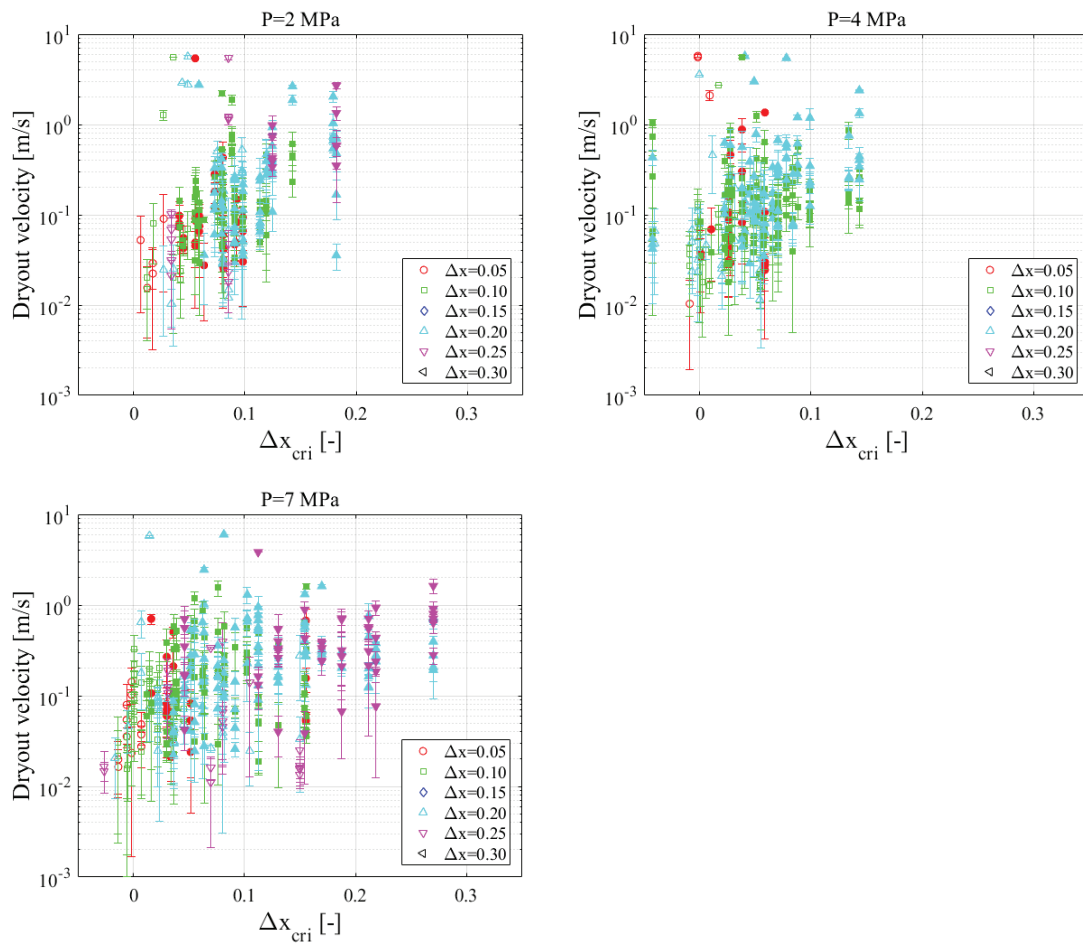 P=2 MPa
Dryout velocity [m/s]
10^1
10^0
10^-1
10^-2
10^-3
0
0.1
0.2
0.3
Δx_cri [-]
Δx=0.05
Δx=0.10
Δx=0.15
Δx=0.20
Δx=0.25
Δx=0.30
P=4 MPa
Dryout velocity [m/s]
10^1
10^0
10^-1
10^-2
10^-3
0
0.1
0.2
0.3
Δx_cri [-]
Δx=0.05
Δx=0.10
Δx=0.15
Δx=0.20
Δx=0.25
Δx=0.30
P=7 MPa
Dryout velocity [m/s]
10^1
10^0
10^-1
10^-2
10^-3
0
0.1
0.2
0.3
Δx_cri [-]
Δx=0.05
Δx=0.10
Δx=0.15
Δx=0.20
Δx=0.25
Δx=0.30